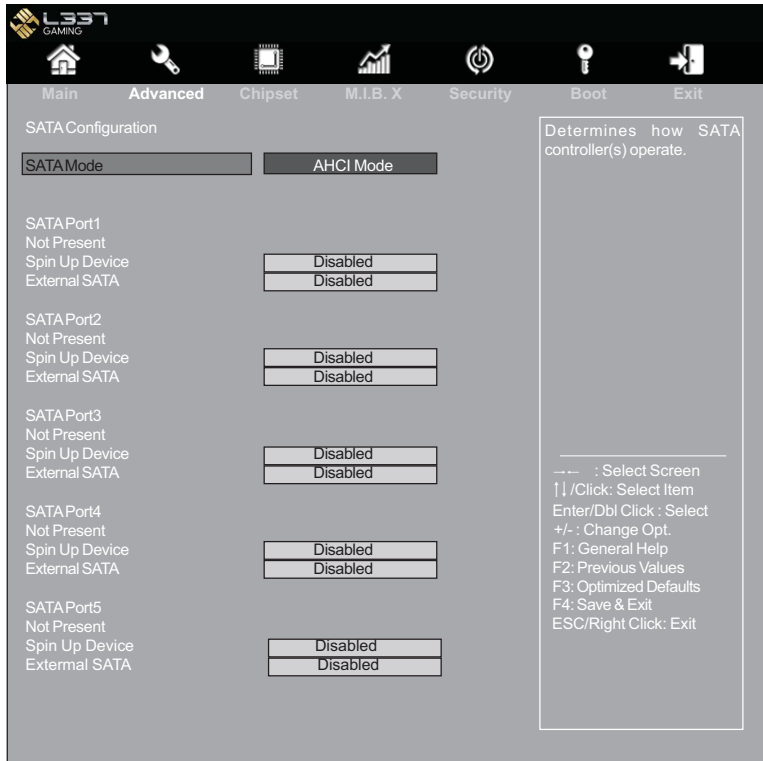 L337
GAMING
Main Advanced Chipset M.I.B. X Security Boot Exit
SATA Configuration
SATA Mode AHCI Mode
SATA Port1
Not Present
Spin Up Device Disabled
External SATA Disabled
SATA Port2
Not Present
Spin Up Device Disabled
External SATA Disabled
SATA Port3
Not Present
Spin Up Device Disabled
External SATA Disabled
SATA Port4
Not Present
Spin Up Device Disabled
External SATA Disabled
SATA Port5
Not Present
Spin Up Device Disabled
Extermal SATA Disabled
Determines how SATA
controller(s) operate.
→← : Select Screen
↑↓/Click: Select Item
Enter/Dbl Click : Select
+/- : Change Opt.
F1: General Help
F2: Previous Values
F3: Optimized Defaults
F4: Save & Exit
ESC/Right Click: Exit